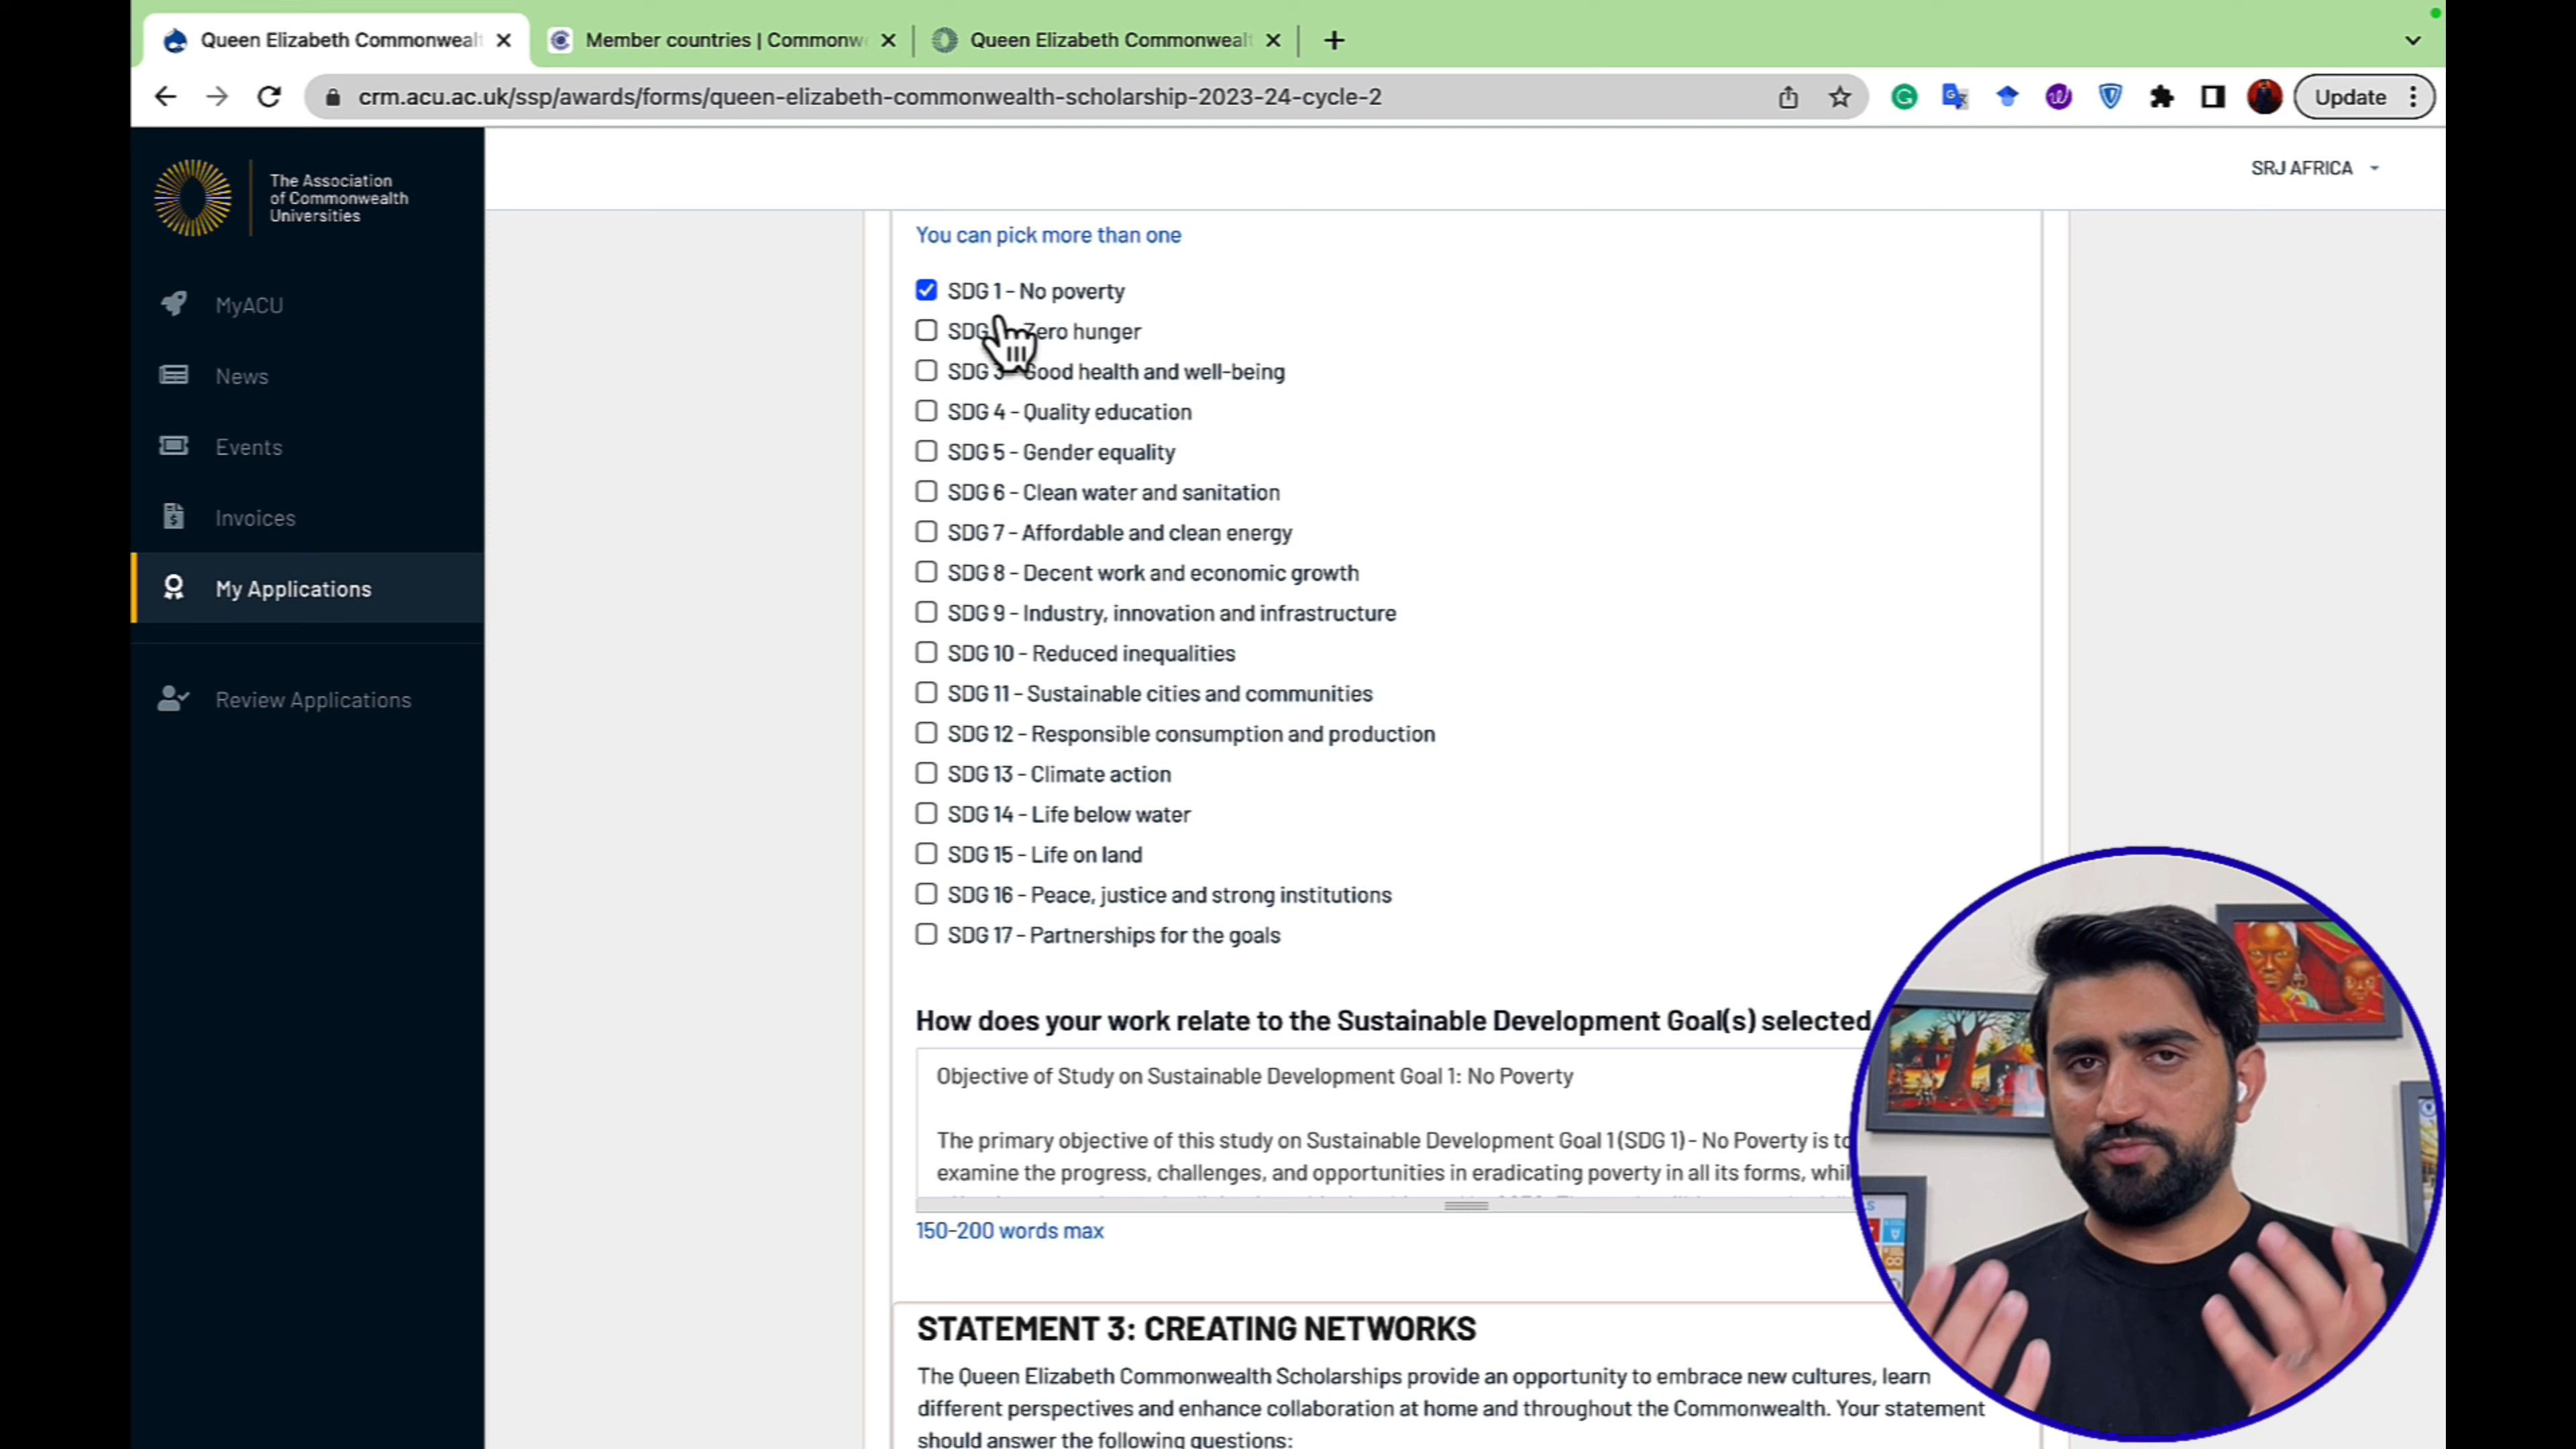 Queen Elizabeth Commonwealt
Member countries | Commonwe
Queen Elizabeth Commonwealt
crm.acu.ac.uk/ssp/awards/forms/queen-elizabeth-commonwealth-scholarship-2023-24-cycle-2
Update
The Association
of Commonwealth
Universities
SRJ AFRICA
MyACU
News
Events
Invoices
My Applications
Review Applications
You can pick more than one
SDG 1 - No poverty
SDG Zero hunger
SDG 3 - Good health and well-being
SDG 4 - Quality education
SDG 5 - Gender equality
SDG 6 - Clean water and sanitation
SDG 7 - Affordable and clean energy
SDG 8 - Decent work and economic growth
SDG 9 - Industry, innovation and infrastructure
SDG 10 - Reduced inequalities
SDG 11 - Sustainable cities and communities
SDG 12 - Responsible consumption and production
SDG 13 - Climate action
SDG 14 - Life below water
SDG 15 - Life on land
SDG 16 - Peace, justice and strong institutions
SDG 17 - Partnerships for the goals
How does your work relate to the Sustainable Development Goal(s) selected
Objective of Study on Sustainable Development Goal 1: No Poverty
The primary objective of this study on Sustainable Development Goal 1 (SDG 1) - No Poverty is to
examine the progress, challenges, and opportunities in eradicating poverty in all its forms, whil
150-200 words max
STATEMENT 3: CREATING NETWORKS
The Queen Elizabeth Commonwealth Scholarships provide an opportunity to embrace new cultures, learn
different perspectives and enhance collaboration at home and throughout the Commonwealth. Your statement
should answer the following questions: